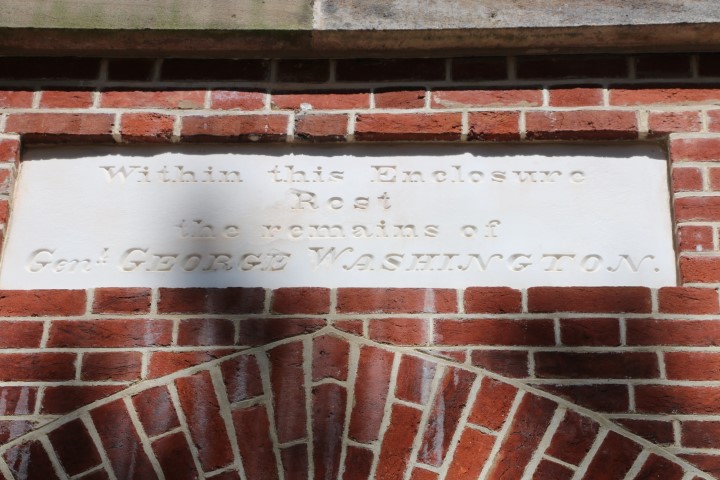 Within this Enclosure
Rest
the remains of
Genl. GEORGE WASHINGTON.